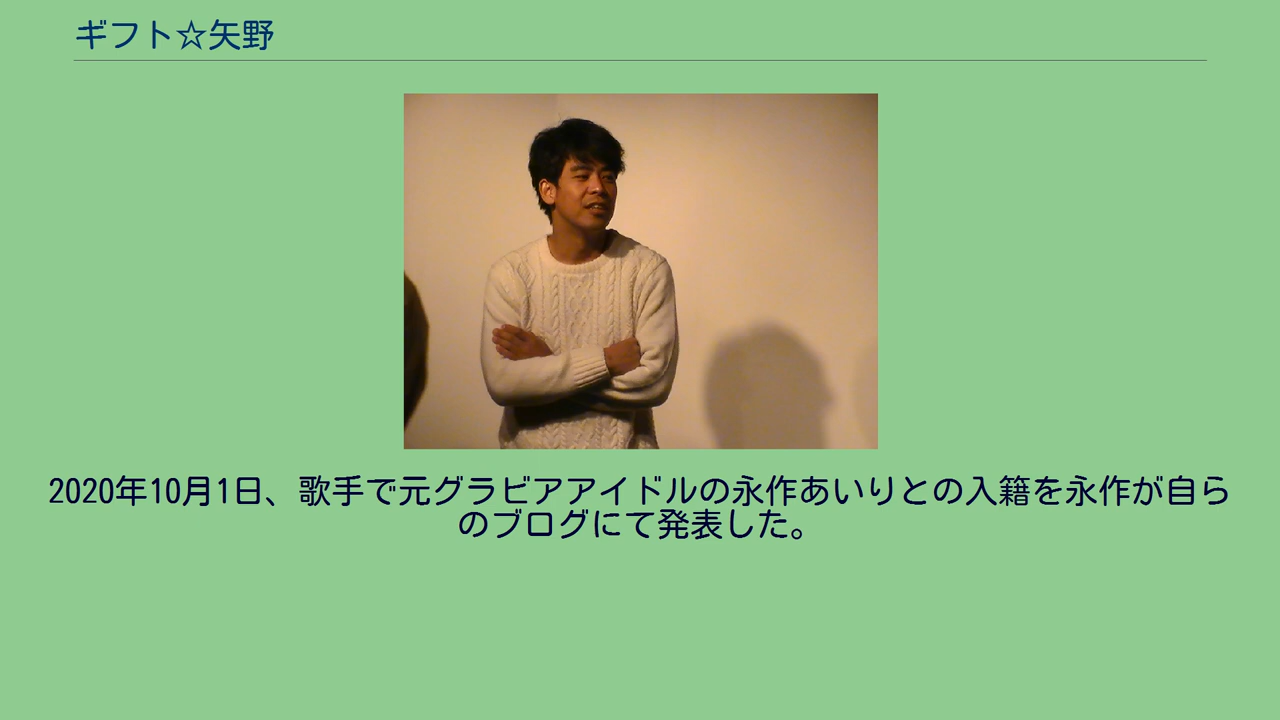 ギフト☆矢野
2020年10月1日、歌手で元グラビアアイドルの永作あいりとの入籍を永作が自ら
のブログにて発表した。